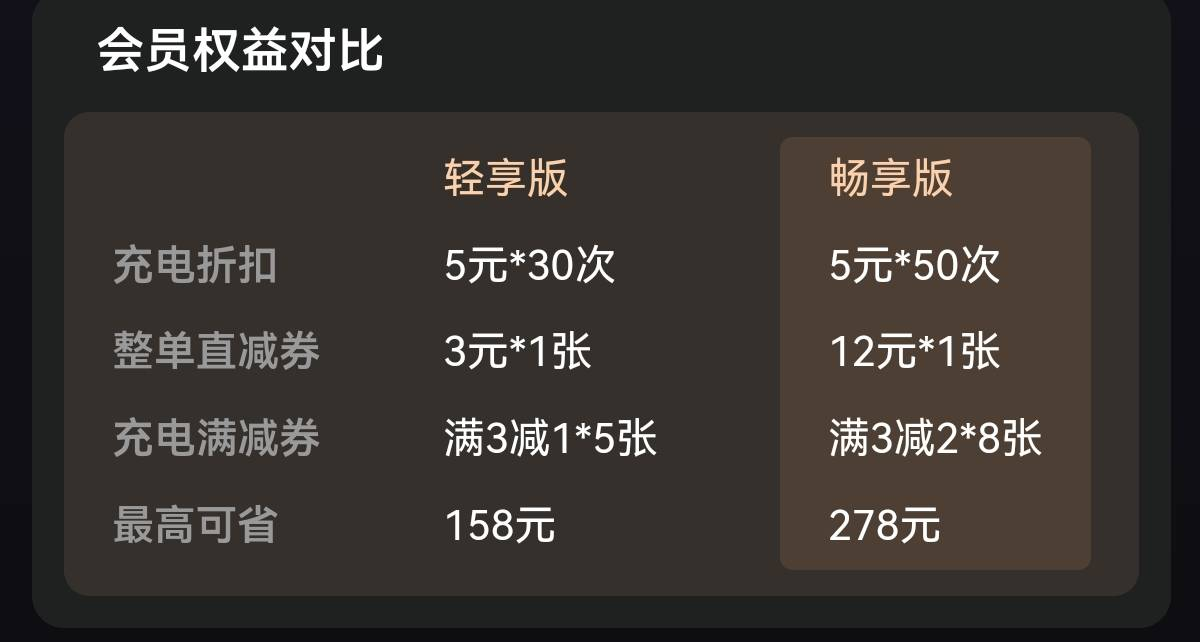 会员权益对比
轻享版 畅享版
充电折扣 5元*30次 5元*50次
整单直减券 3元*1张 12元*1张
充电满减券 满3减1*5张 满3减2*8张
最高可省 158元 278元